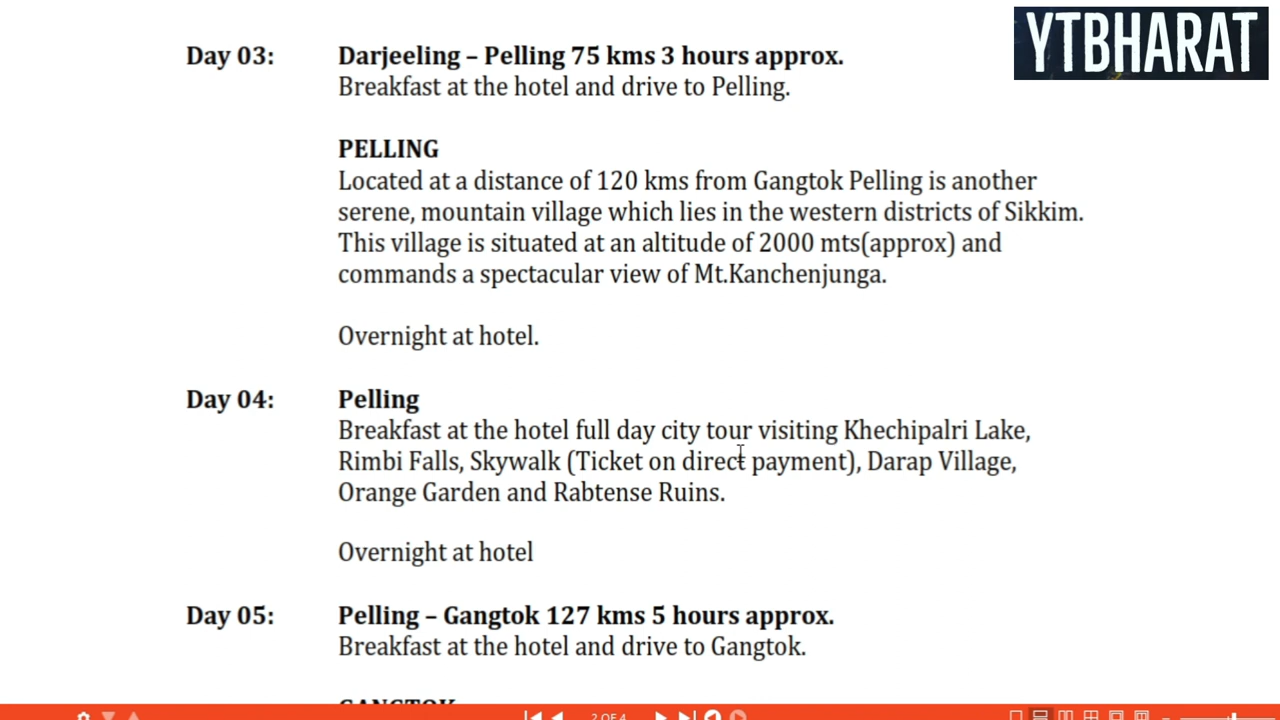 YTBHARAT
Day 03: Darjeeling – Pelling 75 kms 3 hours approx.
Breakfast at the hotel and drive to Pelling.
PELLING
Located at a distance of 120 kms from Gangtok Pelling is another
serene, mountain village which lies in the western districts of Sikkim.
This village is situated at an altitude of 2000 mts(approx) and
commands a spectacular view of Mt.Kanchenjunga.
Overnight at hotel.
Day 04: Pelling
Breakfast at the hotel full day city tour visiting Khechipalri Lake,
Rimbi Falls, Skywalk (Ticket on direct payment), Darap Village,
Orange Garden and Rabtense Ruins.
Overnight at hotel
Day 05: Pelling – Gangtok 127 kms 5 hours approx.
Breakfast at the hotel and drive to Gangtok.
GANGTOK
2 OF 4